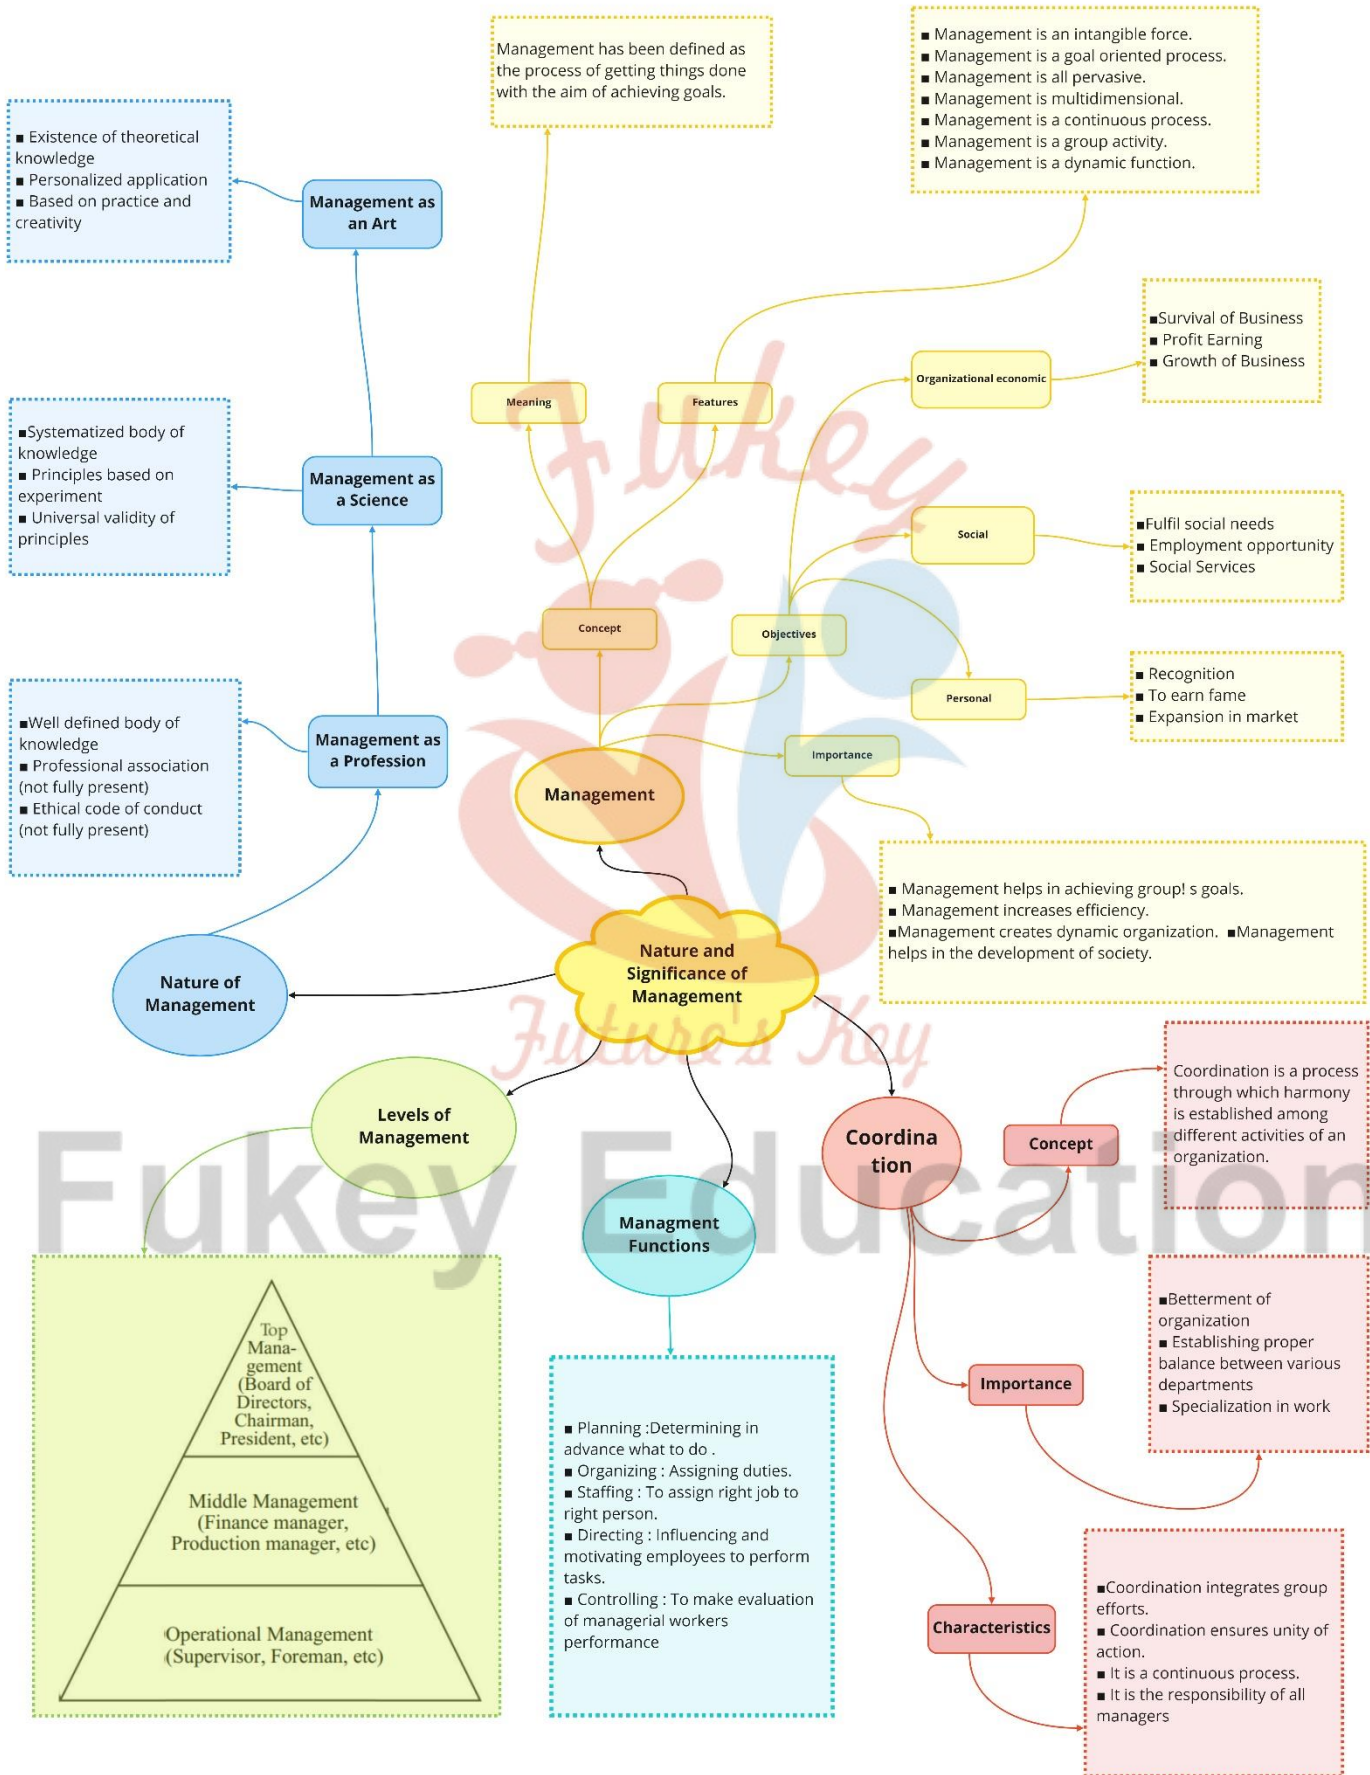 Management has been defined as
the process of getting things done
with the aim of achieving goals.
■ Management is an intangible force.
■ Management is a goal oriented process.
■ Management is all pervasive.
■ Management is multidimensional.
■ Management is a continuous process.
■ Management is a group activity.
■ Management is a dynamic function.
■ Existence of theoretical
knowledge
■ Personalized application
■ Based on practice and
creativity
Management as
an Art
■Survival of Business
■ Profit Earning
■ Growth of Business
Organizational economic
Meaning
Features
■Systematized body of
knowledge
■ Principles based on
experiment
■ Universal validity of
principles
Management as
a Science
Fukey
Social
■Fulfil social needs
■ Employment opportunity
■ Social Services
Concept
Objectives
Personal
■ Recognition
■ To earn fame
■ Expansion in market
■Well defined body of
knowledge
■ Professional association
(not fully present)
■ Ethical code of conduct
(not fully present)
Management as
a Profession
Importance
Management
■ Management helps in achieving group! s goals.
■ Management increases efficiency.
■Management creates dynamic organization. ■Management
helps in the development of society.
Nature and
Significance of
Management
Nature of
Management
Future's Key
Levels of
Management
Coordina
tion
Concept
Coordination is a process
through which harmony
is established among
different activities of an
organization.
Fukey Education
Managment
Functions
■Betterment of
organization
■ Establishing proper
balance between various
departments
■ Specialization in work
Importance
Top
Mana-
gement
(Board of
Directors,
Chairman,
President, etc)
Middle Management
(Finance manager,
Production manager, etc)
Operational Management
(Supervisor, Foreman, etc)
■ Planning :Determining in
advance what to do .
■ Organizing : Assigning duties.
■ Staffing : To assign right job to
right person.
■ Directing : Influencing and
motivating employees to perform
tasks.
■ Controlling : To make evaluation
of managerial workers
performance
Characteristics
■Coordination integrates group
efforts.
■ Coordination ensures unity of
action.
■ It is a continuous process.
■ It is the responsibility of all
managers